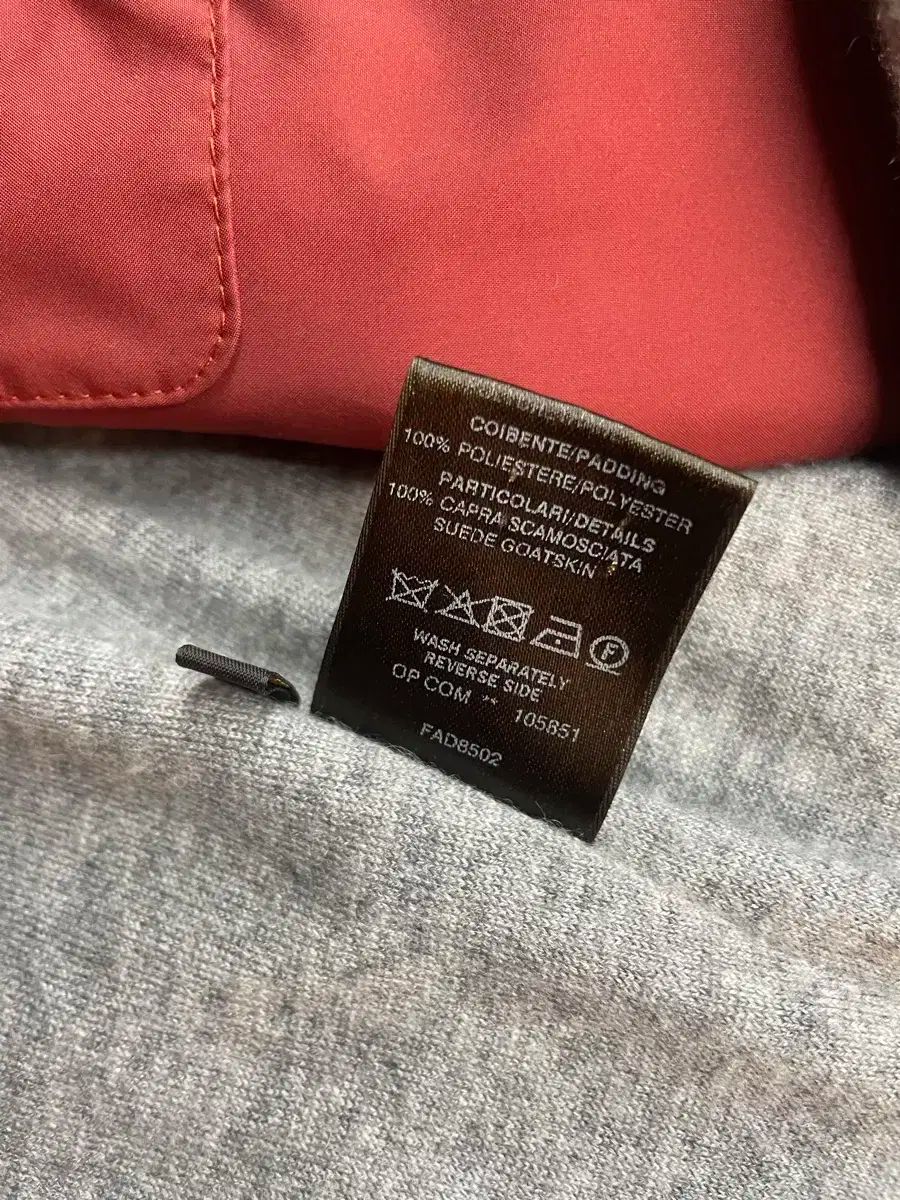 COIBENTE/PADDING
100% POLIESTERE/POLYESTER
PARTICOLARI/DETAILS
100% CAPRA SCAMOSCIATA
SUEDE GOATSKIN
F
WASH SEPARATELY
REVERSE SIDE
OP COM ** 105851
FAD8502